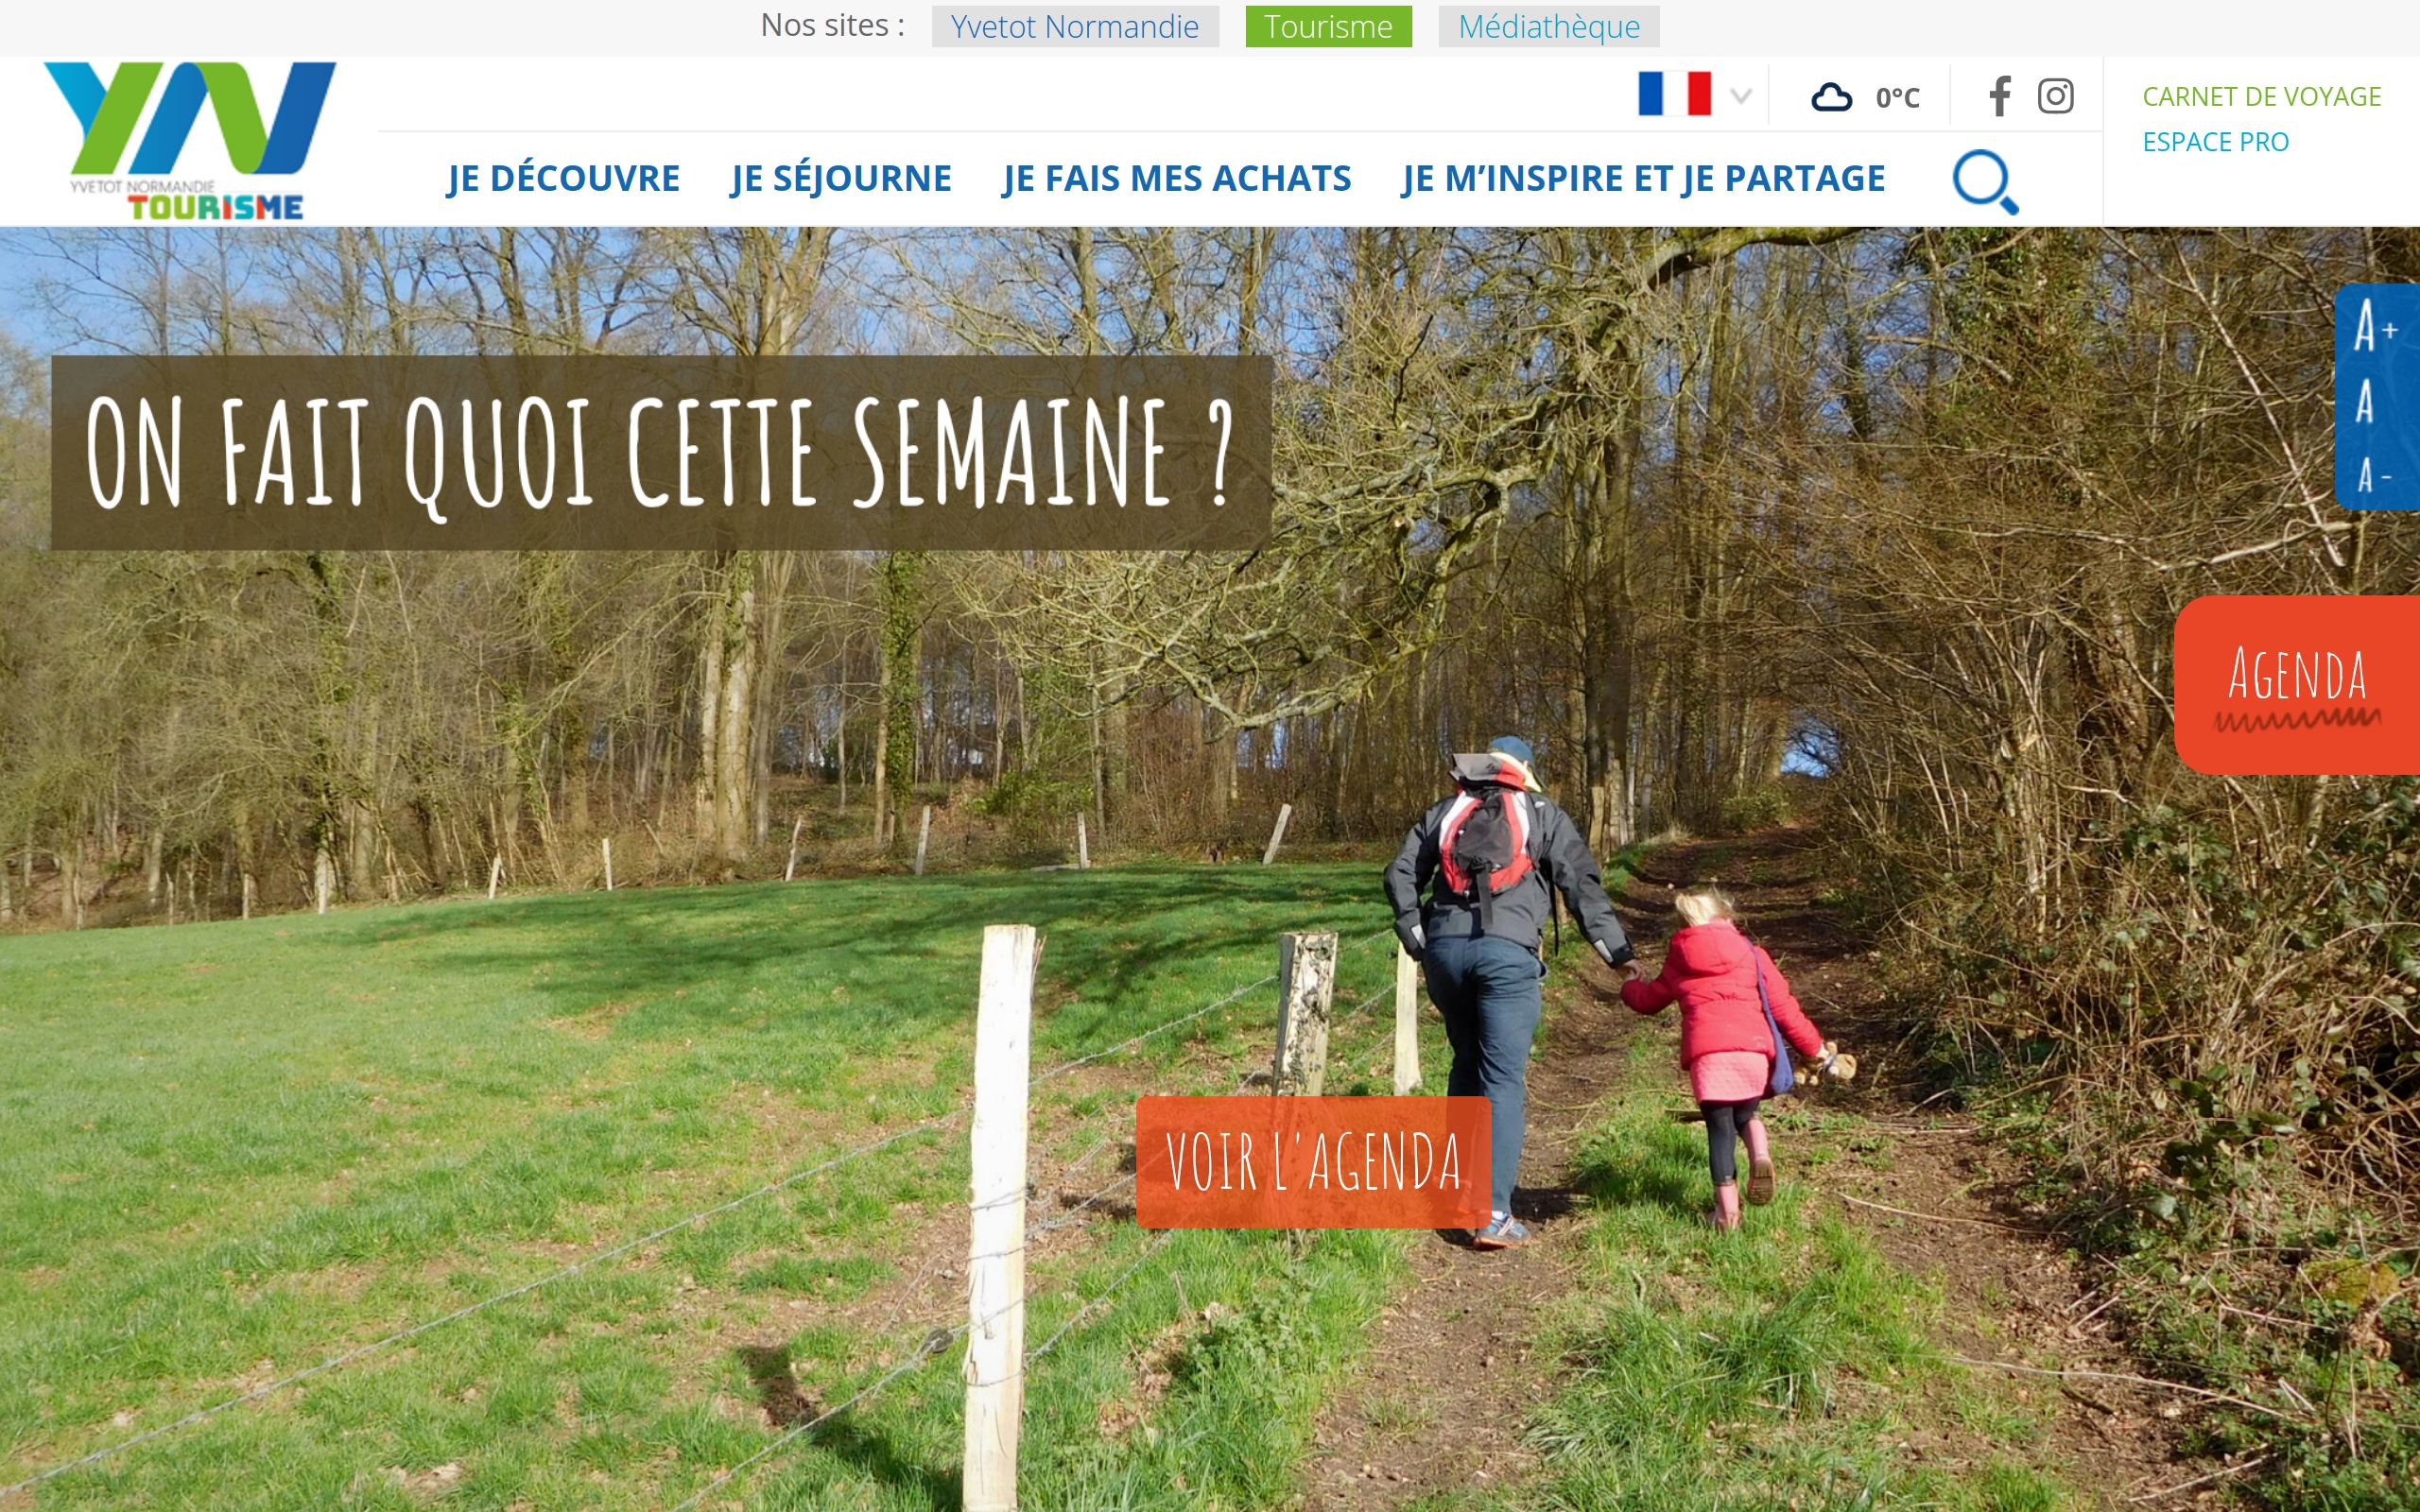 Nos sites : Yvetot Normandie Tourisme Médiathèque
YN
YVETOT NORMANDIE
TOURISME
0°C
CARNET DE VOYAGE
ESPACE PRO
JE DÉCOUVRE JE SÉJOURNE JE FAIS MES ACHATS JE M’INSPIRE ET JE PARTAGE
ON FAIT QUOI CETTE SEMAINE ?
A+
A
A-
AGENDA
VOIR L'AGENDA